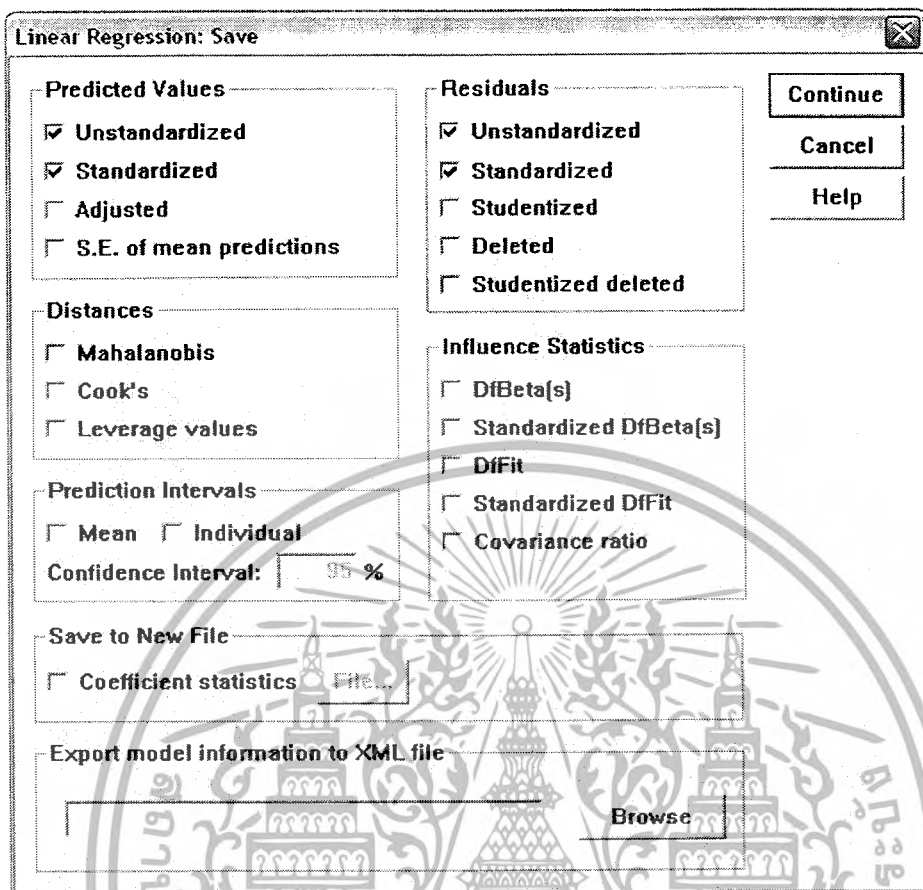 Linear Regression: Save
Predicted Values
Unstandardized
Standardized
Adjusted
S.E. of mean predictions
Distances
Mahalanobis
Cook's
Leverage values
Prediction Intervals
Mean Individual
Confidence Interval: 95 %
Residuals
Unstandardized
Standardized
Studentized
Deleted
Studentized deleted
Influence Statistics
DfBeta(s)
Standardized DfBeta(s)
DfFit
Standardized DfFit
Covariance ratio
Continue
Cancel
Help
Save to New File
Coefficient statistics File...
Export model information to XML file
Browse